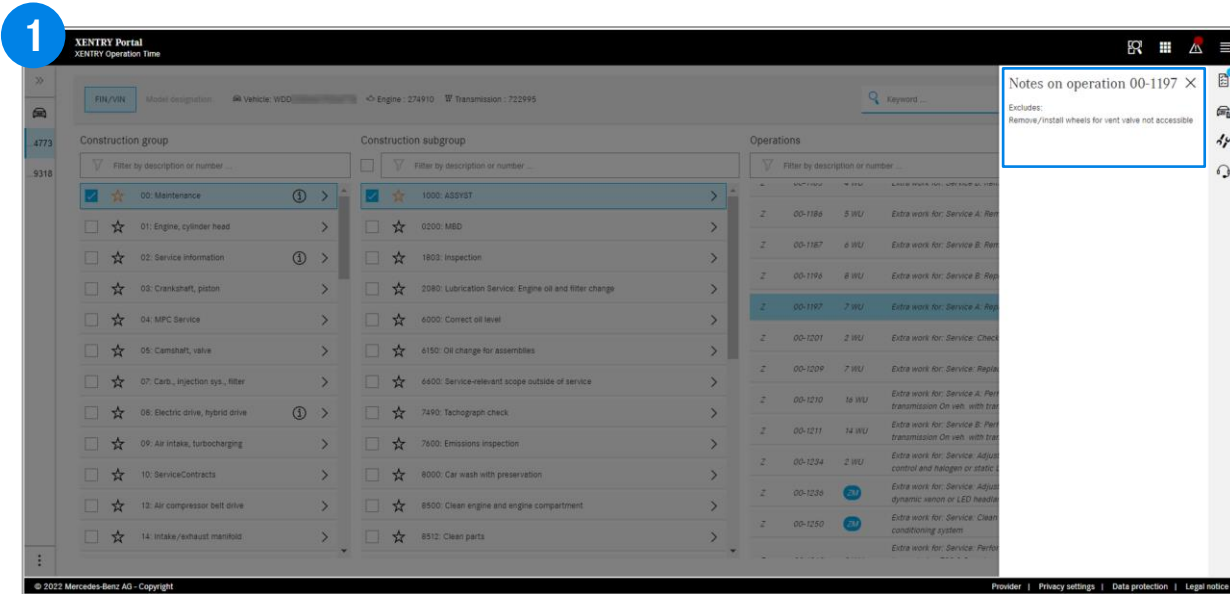 1
XENTRY Portal
XENTRY Operation Time
FIN/VIN Model designation: Vehicle: WDD Engine : 274910 Transmission : 722995
Keyword ...
...4773
...9318
Construction group
Filter by description or number ...
00: Maintenance
01: Engine, cylinder head
02: Service information
03: Crankshaft, piston
04: MPC Service
05: Camshaft, valve
07: Carb., injection sys., filter
08: Electric drive, hybrid drive
09: Air intake, turbocharging
10: ServiceContracts
13: Air compressor belt drive
14: Intake/exhaust manifold
Construction subgroup
Filter by description or number ...
1000: ASSYST
0200: MBD
1803: Inspection
2080: Lubrication Service: Engine oil and filter change
6000: Correct oil level
6150: Oil change for assemblies
6600: Service-relevant scope outside of service
7490: Tachograph check
7600: Emissions inspection
8000: Car wash with preservation
8500: Clean engine and engine compartment
8512: Clean parts
Operations
Filter by description or number ...
Z 00-1186 5 WU Extra work for: Service A: Rem
Z 00-1187 6 WU Extra work for: Service B: Rem
Z 00-1196 8 WU Extra work for: Service B: Rep
Z 00-1197 7 WU Extra work for: Service A: Rep
Z 00-1201 2 WU Extra work for: Service: Check
Z 00-1209 7 WU Extra work for: Service: Repla
Z 00-1210 16 WU Extra work for: Service A: Perf
transmission On veh. with tran
Z 00-1211 14 WU Extra work for: Service B: Perf
transmission On veh. with tran
Z 00-1234 2 WU Extra work for: Service: Adjust
control and halogen or static
Z 00-1236 ZM Extra work for: Service: Adjust
dynamic xenon or LED headla
Z 00-1250 ZM Extra work for: Service: Clean
conditioning system
Extra work for: Service: Perfor
Notes on operation 00-1197
Excludes:
Remove/install wheels for vent valve not accessible
© 2022 Mercedes-Benz AG - Copyright
Provider | Privacy settings | Data protection | Legal notice